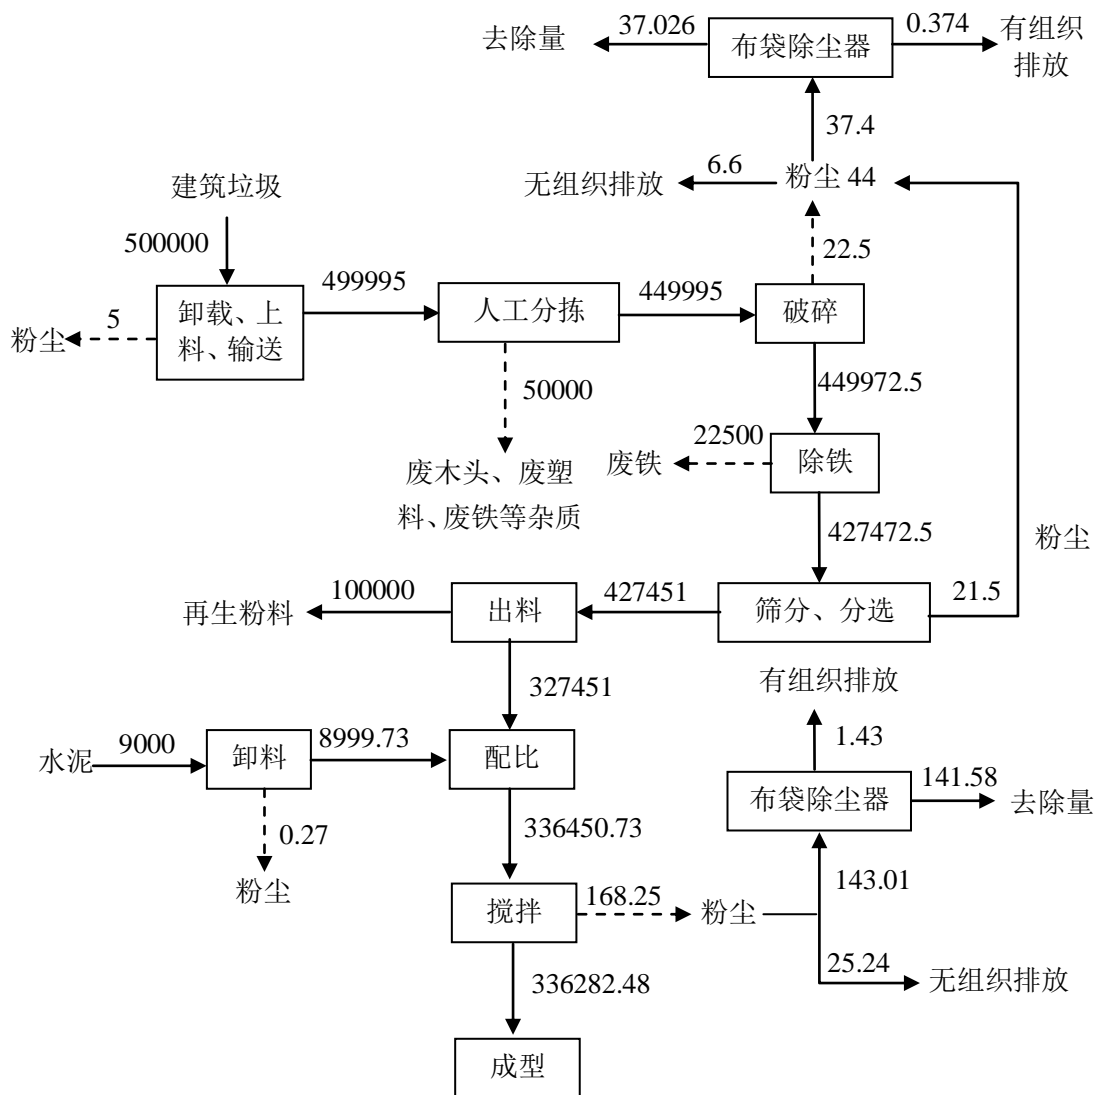 去除量
37.026
布袋除尘器
0.374
有组织
排放
37.4
无组织排放
6.6
粉尘 44
22.5
建筑垃圾
500000
粉尘
5
卸载、上
料、输送
499995
人工分拣
449995
破碎
50000
废木头、废塑
料、废铁等杂质
449972.5
废铁
22500
除铁
427472.5
粉尘
再生粉料
100000
出料
427451
筛分、分选
21.5
327451
有组织排放
1.43
水泥
9000
卸料
8999.73
配比
布袋除尘器
141.58
去除量
0.27
粉尘
336450.73
143.01
搅拌
168.25
粉尘
25.24
无组织排放
336282.48
成型